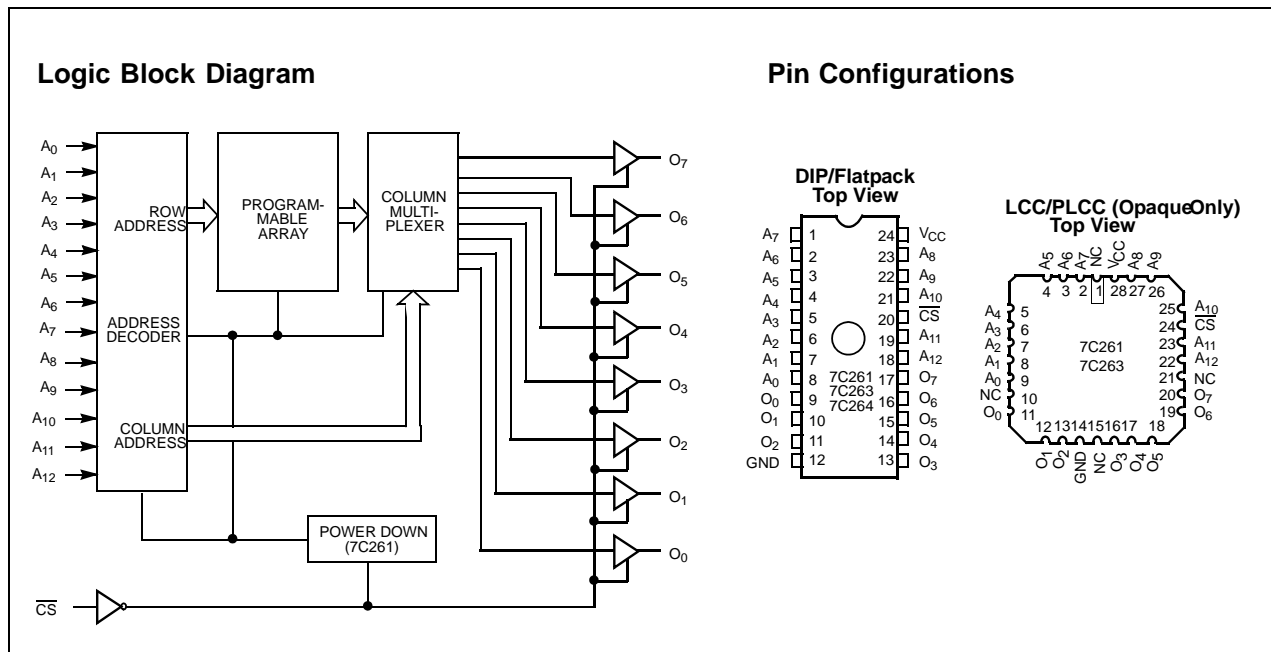 Logic Block Diagram
A0
A1
A2
A3
A4
A5
A6
A7
A8
A9
A10
A11
A12
ROW
ADDRESS
ADDRESS
DECODER
COLUMN
ADDRESS
PROGRAM-
MABLE
ARRAY
COLUMN
MULTI-
PLEXER
POWER DOWN
(7C261)
CS
O7
O6
O5
O4
O3
O2
O1
O0
Pin Configurations
DIP/Flatpack
Top View
A7 1 24 VCC
A6 2 23 A8
A5 3 22 A9
A4 4 21 A10
A3 5 20 CS
A2 6 19 A11
A1 7 18 A12
A0 8 7C261 17 O7
O0 9 7C263 16 O6
O1 10 7C264 15 O5
O2 11 14 O4
GND 12 13 O3
LCC/PLCC (OpaqueOnly)
Top View
A5 A6 A7 NC VCC A8 A9
4 3 2 1 28 27 26
A4 5 25 A10
A3 6 24 CS
A2 7 7C261 23 A11
A1 8 7C263 22 A12
A0 9 21 NC
NC 10 20 O7
O0 11 19 O6
12 13 14 15 16 17 18
O1 O2 GND NC O3 O4 O5